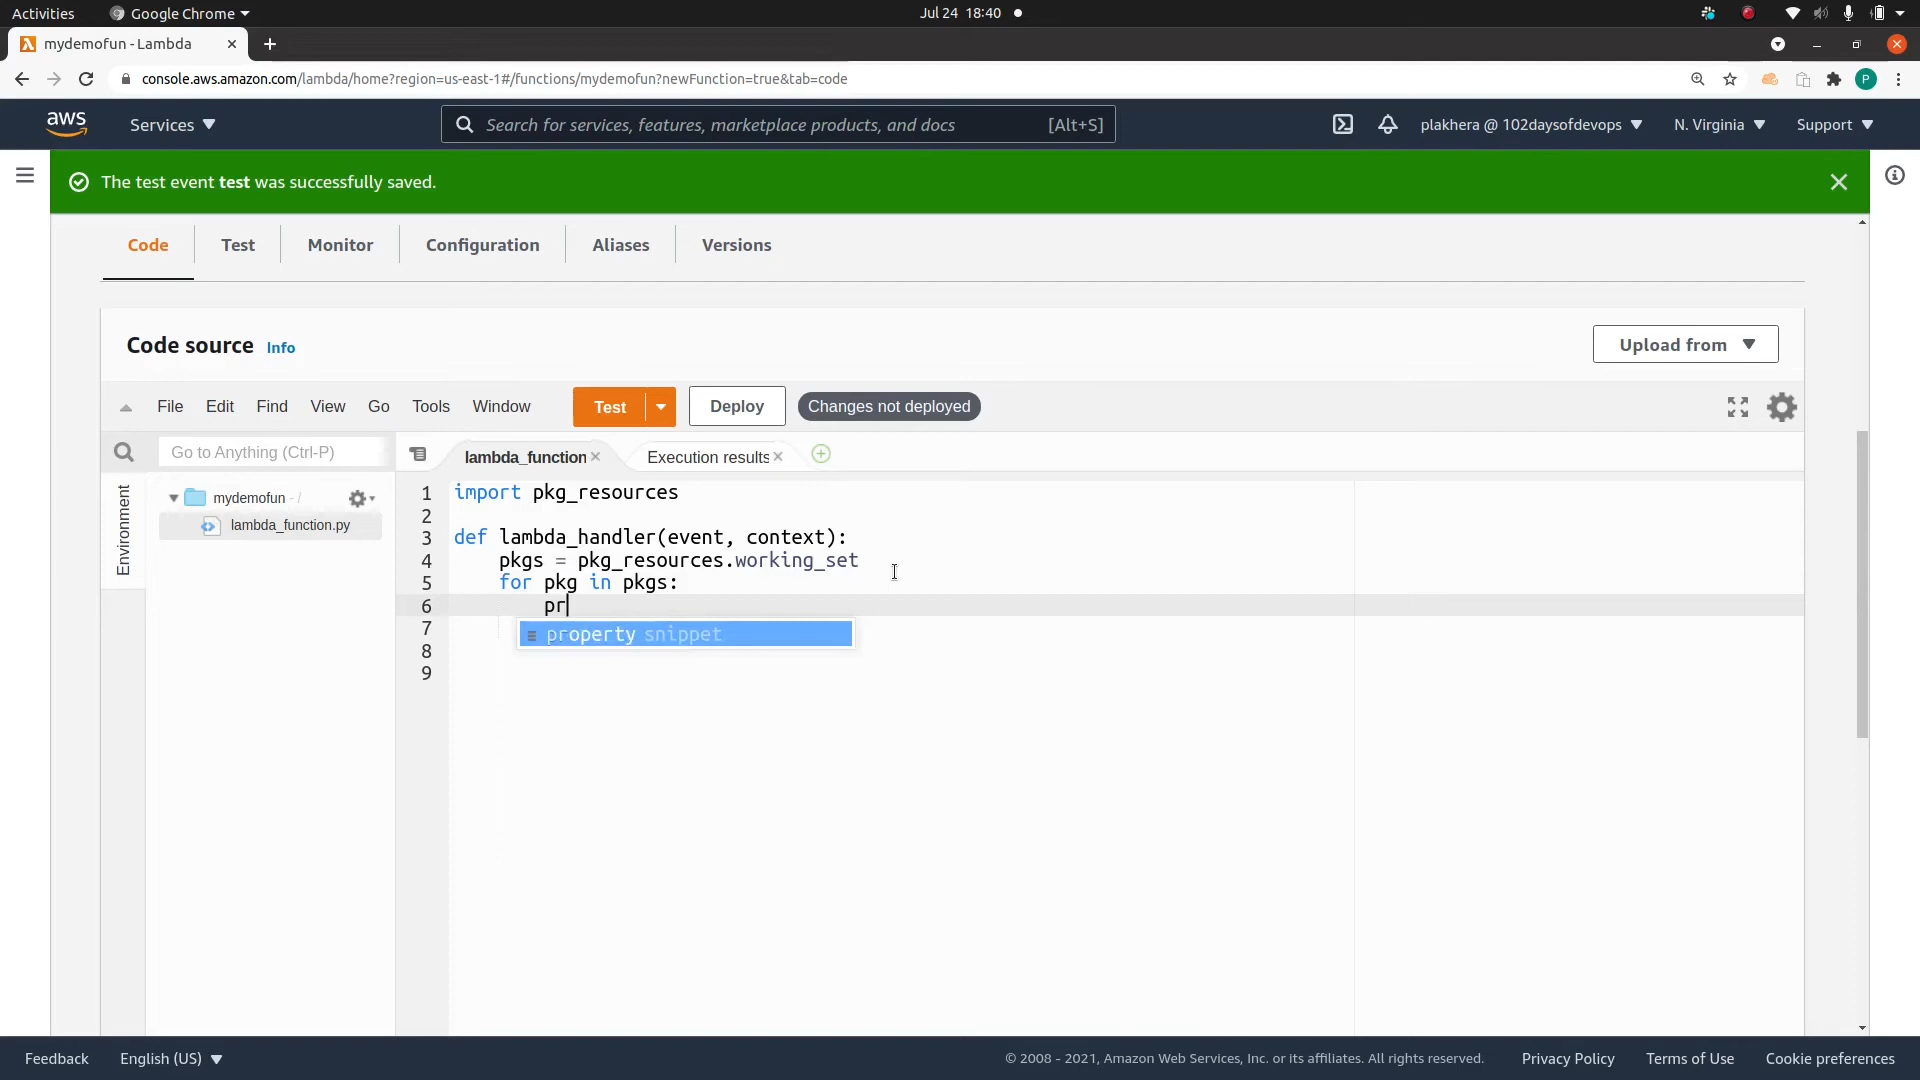 Activities Google Chrome Jul 24 18:40
mydemofun - Lambda
console.aws.amazon.com/lambda/home?region=us-east-1#/functions/mydemofun?newFunction=true&tab=code P
aws Services Search for services, features, marketplace products, and docs [Alt+S] plakhera @ 102daysofdevops N. Virginia Support
The test event test was successfully saved.
Code Test Monitor Configuration Aliases Versions
Code source Info Upload from
File Edit Find View Go Tools Window Test Deploy Changes not deployed
Go to Anything (Ctrl-P) lambda_function Execution results
Environment
mydemofun - /
lambda_function.py
1 import pkg_resources
2
3 def lambda_handler(event, context):
4 pkgs = pkg_resources.working_set
5 for pkg in pkgs:
6 pr
7 property snippet
8
9
Feedback English (US) © 2008 - 2021, Amazon Web Services, Inc. or its affiliates. All rights reserved. Privacy Policy Terms of Use Cookie preferences